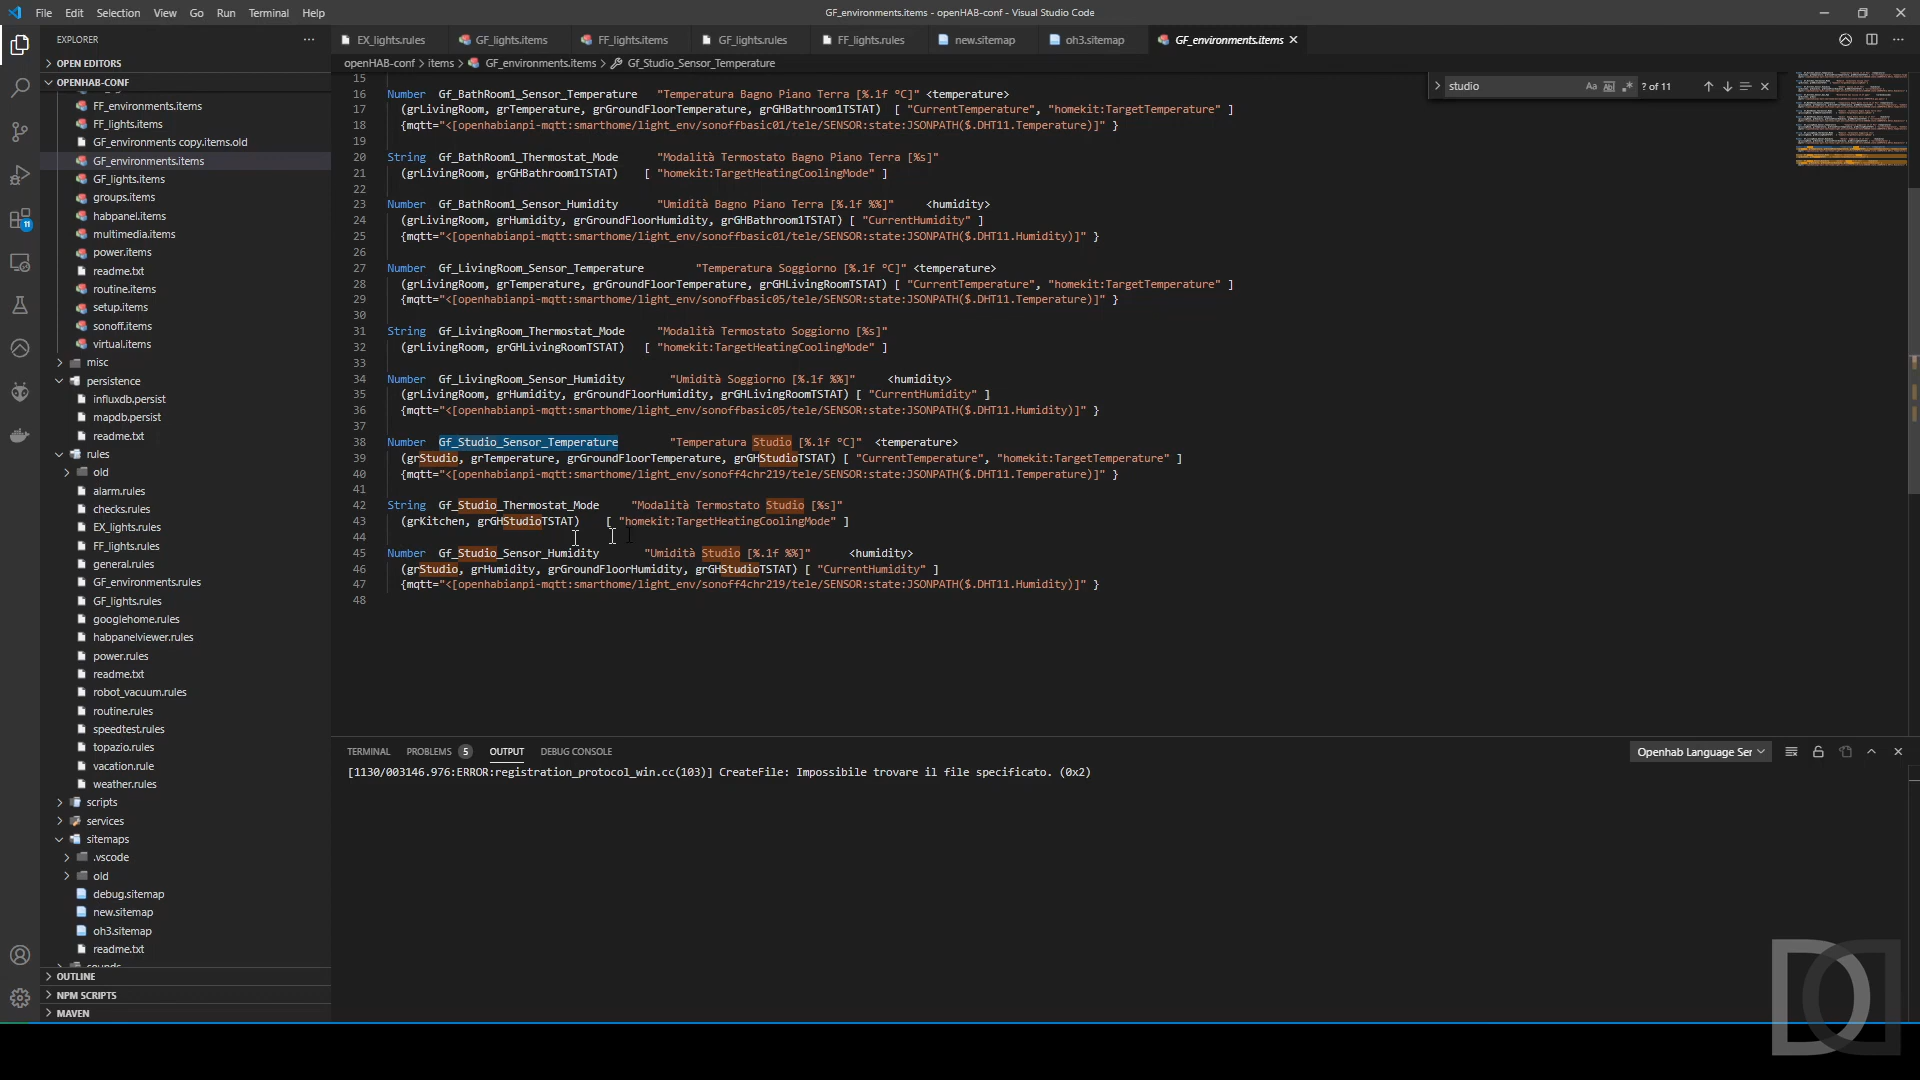 File Edit Selection View Go Run Terminal Help
GF_environments.items - openHAB-conf - Visual Studio Code
EXPLORER
OPEN EDITORS
OPENHAB-CONF
FF_environments.items
FF_lights.items
GF_environments copy.items.old
GF_environments.items
GF_lights.items
groups.items
habpanel.items
multimedia.items
power.items
readme.txt
routine.items
setup.items
sonoff.items
virtual.items
misc
persistence
influxdb.persist
mapdb.persist
readme.txt
rules
old
alarm.rules
checks.rules
EX_lights.rules
FF_lights.rules
general.rules
GF_environments.rules
GF_lights.rules
googlehome.rules
habpanelviewer.rules
power.rules
readme.txt
robot_vacuum.rules
routine.rules
speedtest.rules
topazio.rules
vacation.rule
weather.rules
scripts
services
sitemaps
.vscode
old
debug.sitemap
new.sitemap
oh3.sitemap
readme.txt
sounds
OUTLINE
NPM SCRIPTS
MAVEN
11
EX_lights.rules GF_lights.items FF_lights.items GF_lights.rules FF_lights.rules new.sitemap oh3.sitemap GF_environments.items
openHAB-conf > items > GF_environments.items > Gf_Studio_Sensor_Temperature
studio Aa ? of 11
15
16 Number Gf_BathRoom1_Sensor_Temperature "Temperatura Bagno Piano Terra [%.1f °C]" <temperature>
17 (grLivingRoom, grTemperature, grGroundFloorTemperature, grGHBathroom1TSTAT) [ "CurrentTemperature", "homekit:TargetTemperature" ]
18 {mqtt="<[openhabianpi-mqtt:smarthome/light_env/sonoffbasic01/tele/SENSOR:state:JSONPATH($.DHT11.Temperature)]" }
19
20 String Gf_BathRoom1_Thermostat_Mode "Modalità Termostato Bagno Piano Terra [%s]"
21 (grLivingRoom, grGHBathroom1TSTAT) [ "homekit:TargetHeatingCoolingMode" ]
22
23 Number Gf_BathRoom1_Sensor_Humidity "Umidità Bagno Piano Terra [%.1f %%]" <humidity>
24 (grLivingRoom, grHumidity, grGroundFloorHumidity, grGHBathroom1TSTAT) [ "CurrentHumidity" ]
25 {mqtt="<[openhabianpi-mqtt:smarthome/light_env/sonoffbasic01/tele/SENSOR:state:JSONPATH($.DHT11.Humidity)]" }
26
27 Number Gf_LivingRoom_Sensor_Temperature "Temperatura Soggiorno [%.1f °C]" <temperature>
28 (grLivingRoom, grTemperature, grGroundFloorTemperature, grGHLivingRoomTSTAT) [ "CurrentTemperature", "homekit:TargetTemperature" ]
29 {mqtt="<[openhabianpi-mqtt:smarthome/light_env/sonoffbasic05/tele/SENSOR:state:JSONPATH($.DHT11.Temperature)]" }
30
31 String Gf_LivingRoom_Thermostat_Mode "Modalità Termostato Soggiorno [%s]"
32 (grLivingRoom, grGHLivingRoomTSTAT) [ "homekit:TargetHeatingCoolingMode" ]
33
34 Number Gf_LivingRoom_Sensor_Humidity "Umidità Soggiorno [%.1f %%]" <humidity>
35 (grLivingRoom, grHumidity, grGroundFloorHumidity, grGHLivingRoomTSTAT) [ "CurrentHumidity" ]
36 {mqtt="<[openhabianpi-mqtt:smarthome/light_env/sonoffbasic05/tele/SENSOR:state:JSONPATH($.DHT11.Humidity)]" }
37
38 Number Gf_Studio_Sensor_Temperature "Temperatura Studio [%.1f °C]" <temperature>
39 (grStudio, grTemperature, grGroundFloorTemperature, grGHStudioTSTAT) [ "CurrentTemperature", "homekit:TargetTemperature" ]
40 {mqtt="<[openhabianpi-mqtt:smarthome/light_env/sonoff4chr219/tele/SENSOR:state:JSONPATH($.DHT11.Temperature)]" }
41
42 String Gf_Studio_Thermostat_Mode "Modalità Termostato Studio [%s]"
43 (grKitchen, grGHStudioTSTAT) [ "homekit:TargetHeatingCoolingMode" ]
44
45 Number Gf_Studio_Sensor_Humidity "Umidità Studio [%.1f %%]" <humidity>
46 (grStudio, grHumidity, grGroundFloorHumidity, grGHStudioTSTAT) [ "CurrentHumidity" ]
47 {mqtt="<[openhabianpi-mqtt:smarthome/light_env/sonoff4chr219/tele/SENSOR:state:JSONPATH($.DHT11.Humidity)]" }
48
TERMINAL PROBLEMS 5 OUTPUT DEBUG CONSOLE Openhab Language Ser
[1130/003146.976:ERROR:registration_protocol_win.cc(103)] CreateFile: Impossibile trovare il file specificato. (0x2)